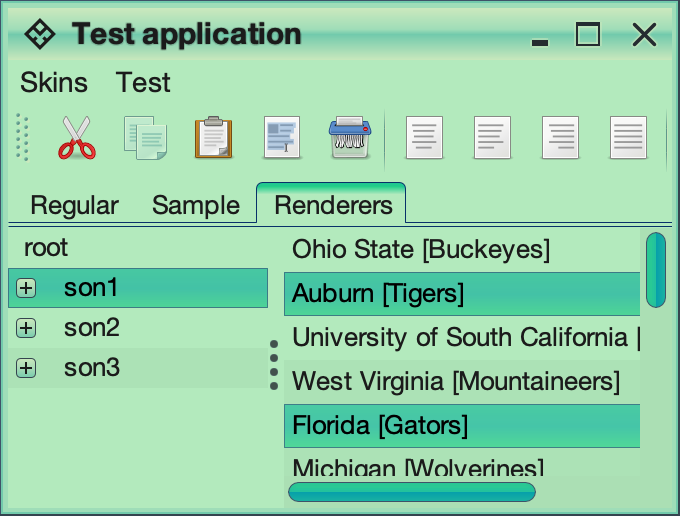 Test application
Skins Test
Regular Sample Renderers
root
son1
son2
son3
Ohio State [Buckeyes]
Auburn [Tigers]
University of South California [
West Virginia [Mountaineers]
Florida [Gators]
Michigan [Wolverines]